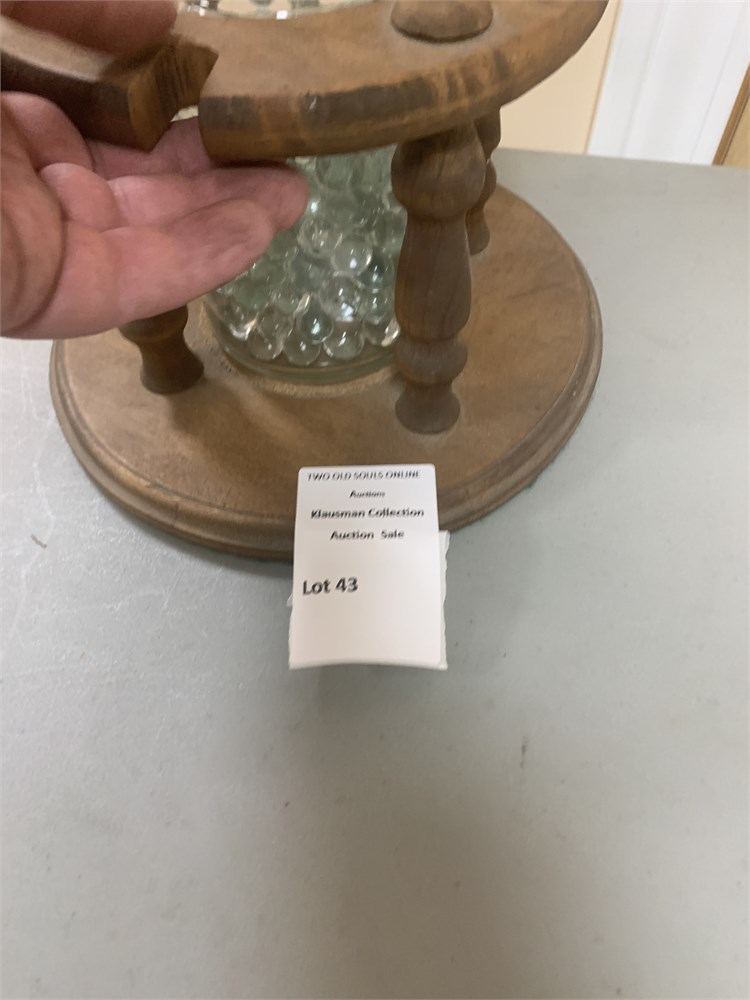 TWO OLD SOULS ONLINE
Auctions
Klausman Collection
Auction Sale
Lot 43